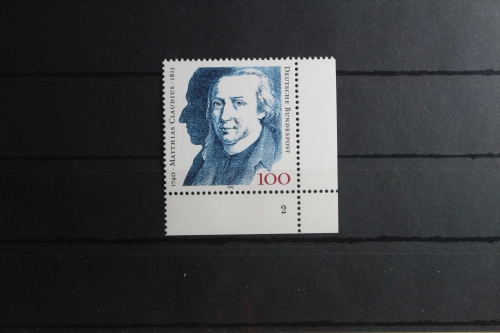 1740 · MATTHIAS CLAUDIUS · 1815
DEUTSCHE BUNDESPOST
100
2